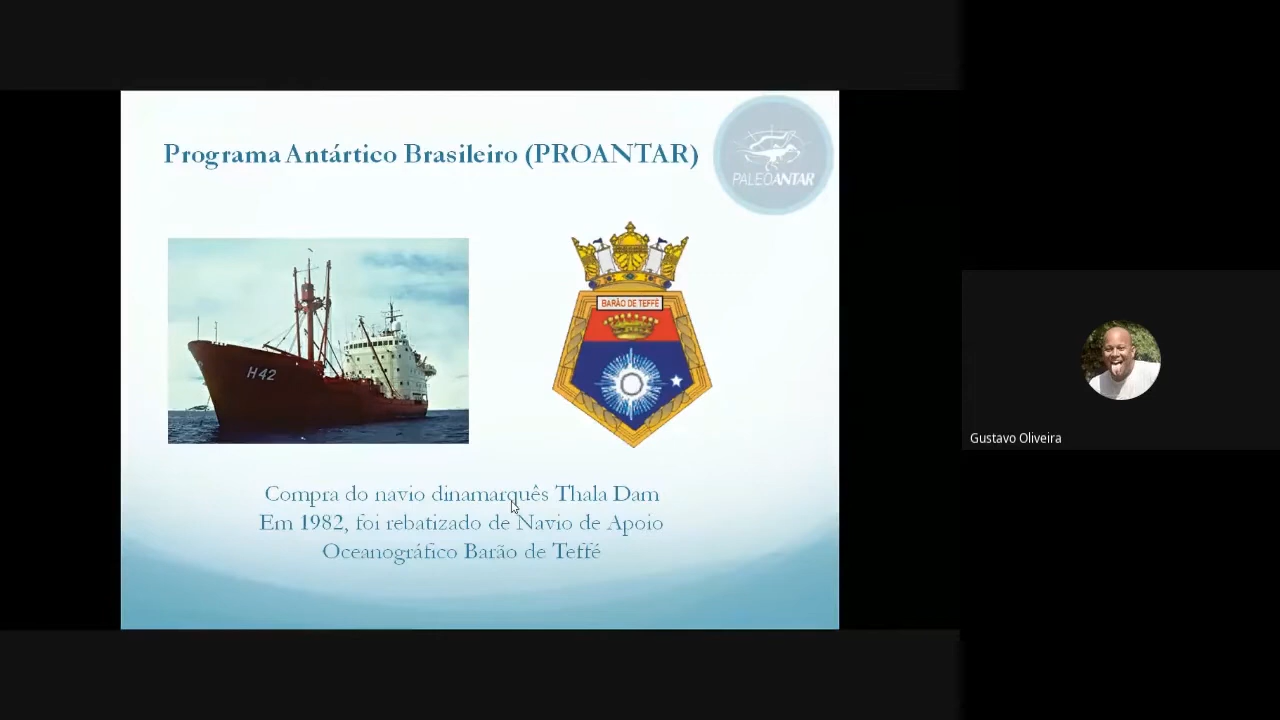 Programa Antártico Brasileiro (PROANTAR)
PALEOANTAR
BARÃO DE TEFFÉ
H42
Compra do navio dinamarquês Thala Dam
Em 1982, foi rebatizado de Navio de Apoio
Oceanográfico Barão de Teffé
Gustavo Oliveira